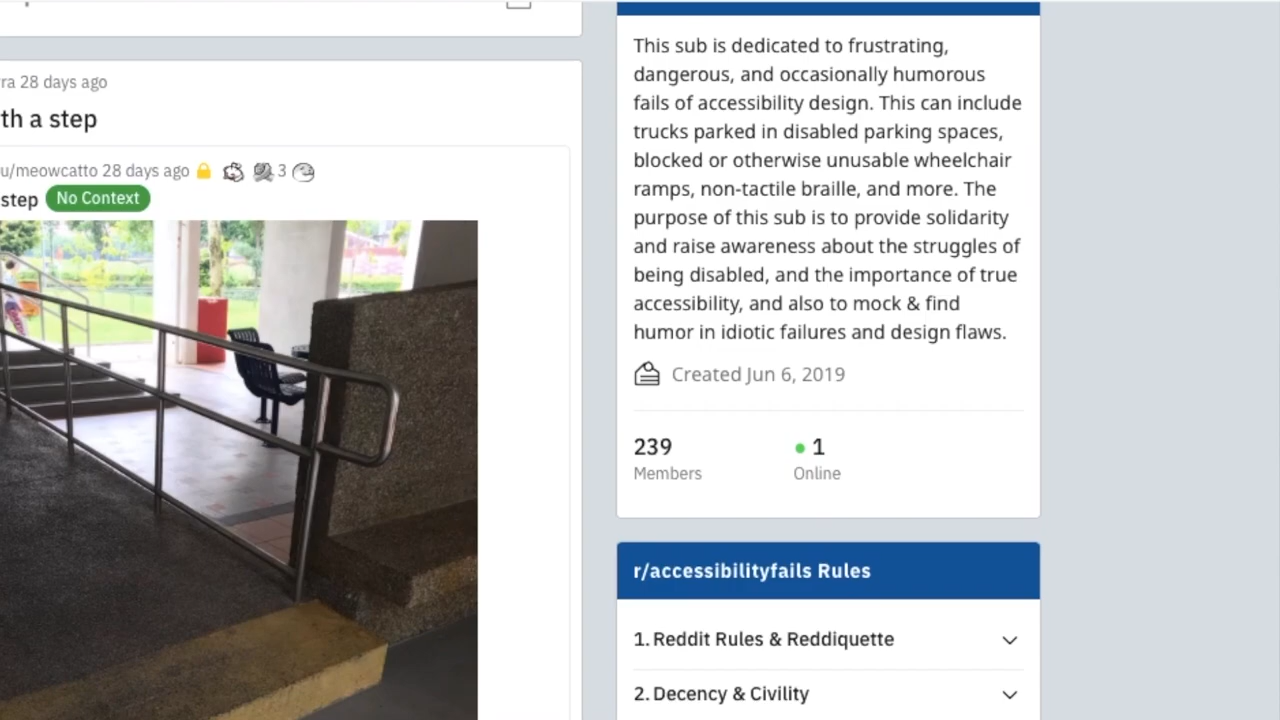 ra 28 days ago
th a step
u/meowcatto 28 days ago 3
step No Context
This sub is dedicated to frustrating,
dangerous, and occasionally humorous
fails of accessibility design. This can include
trucks parked in disabled parking spaces,
blocked or otherwise unusable wheelchair
ramps, non-tactile braille, and more. The
purpose of this sub is to provide solidarity
and raise awareness about the struggles of
being disabled, and the importance of true
accessibility, and also to mock & find
humor in idiotic failures and design flaws.
Created Jun 6, 2019
239 1
Members Online
r/accessibilityfails Rules
1. Reddit Rules & Reddiquette
2. Decency & Civility